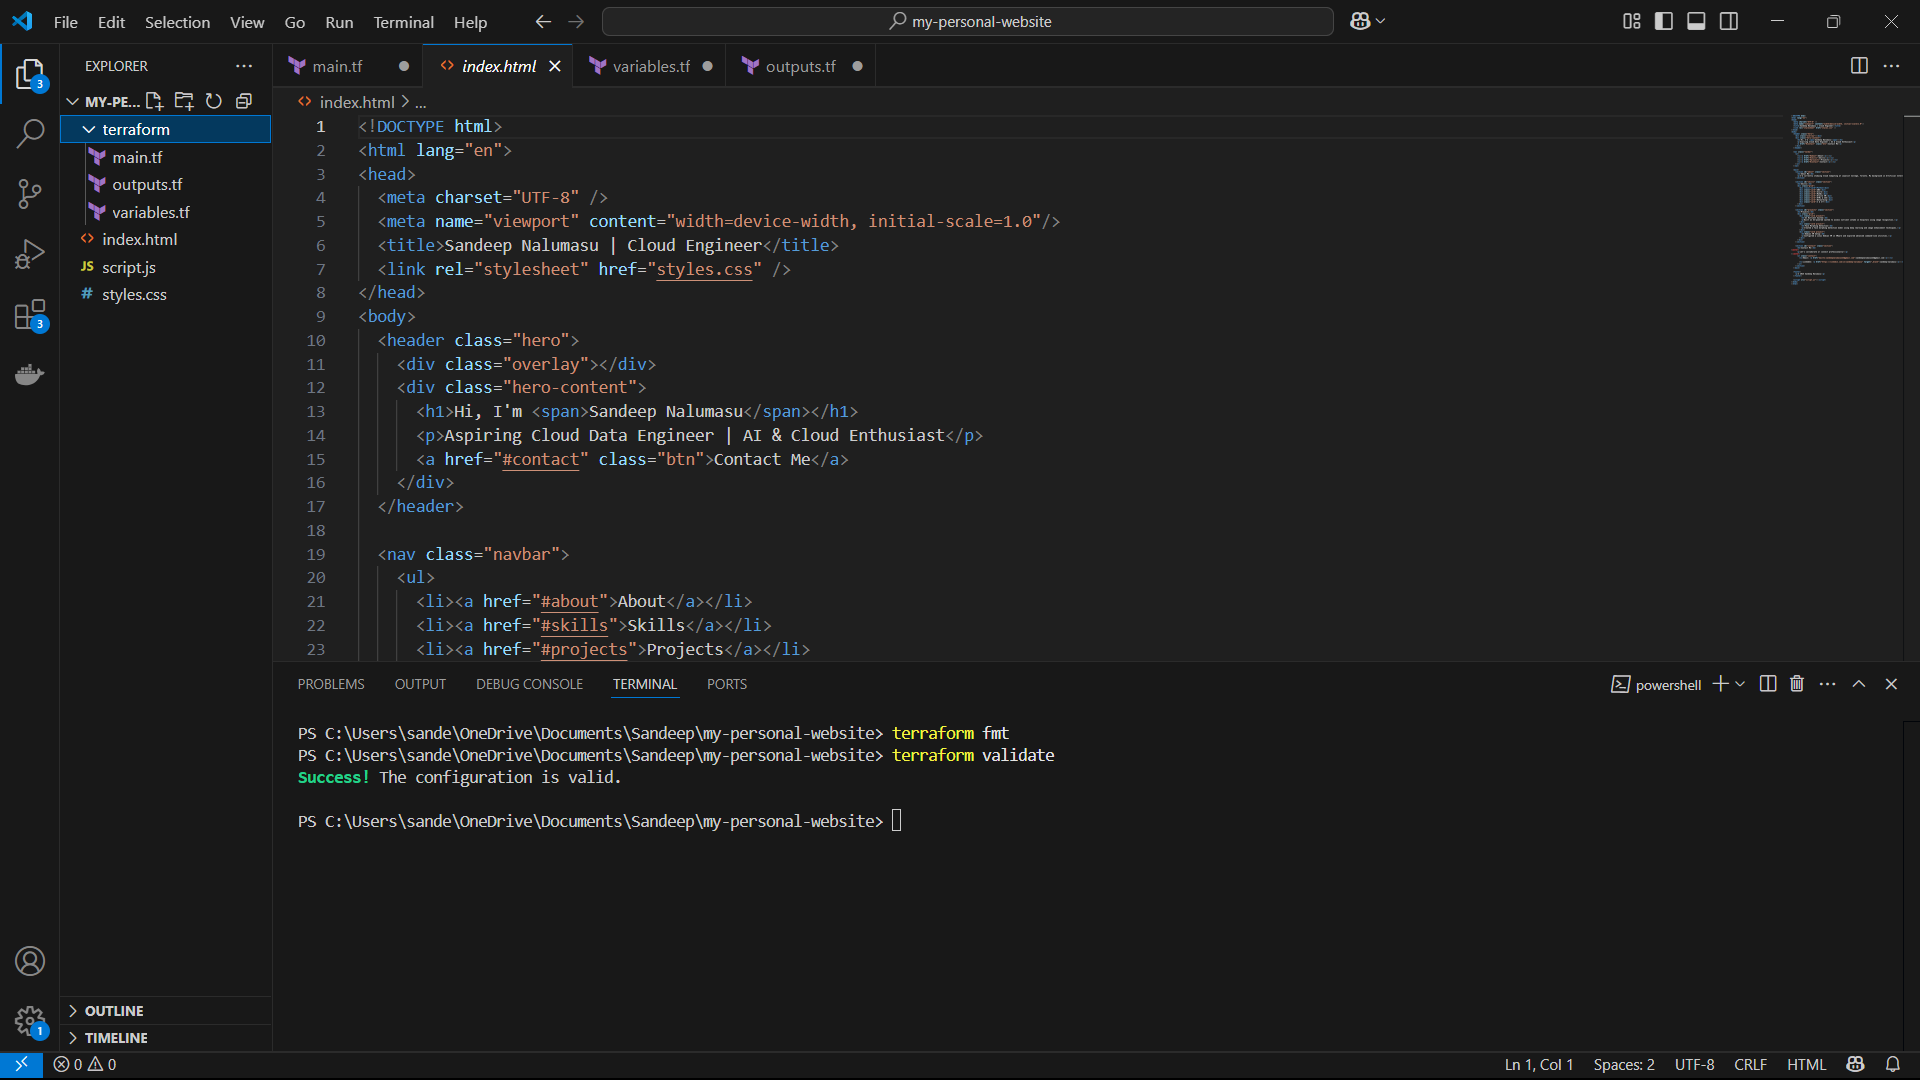 File Edit Selection View Go Run Terminal Help
my-personal-website
EXPLORER
MY-PE...
terraform
main.tf
outputs.tf
variables.tf
index.html
JS script.js
# styles.css
3
3
1
OUTLINE
TIMELINE
main.tf
index.html
variables.tf
outputs.tf
index.html > ...
1 <!DOCTYPE html>
2 <html lang="en">
3 <head>
4 <meta charset="UTF-8" />
5 <meta name="viewport" content="width=device-width, initial-scale=1.0"/>
6 <title>Sandeep Nalumasu | Cloud Engineer</title>
7 <link rel="stylesheet" href="styles.css" />
8 </head>
9 <body>
10 <header class="hero">
11 <div class="overlay"></div>
12 <div class="hero-content">
13 <h1>Hi, I'm <span>Sandeep Nalumasu</span></h1>
14 <p>Aspiring Cloud Data Engineer | AI & Cloud Enthusiast</p>
15 <a href="#contact" class="btn">Contact Me</a>
16 </div>
17 </header>
18
19 <nav class="navbar">
20 <ul>
21 <li><a href="#about">About</a></li>
22 <li><a href="#skills">Skills</a></li>
23 <li><a href="#projects">Projects</a></li>
PROBLEMS OUTPUT DEBUG CONSOLE TERMINAL PORTS
powershell
PS C:\Users\sande\OneDrive\Documents\Sandeep\my-personal-website> terraform fmt
PS C:\Users\sande\OneDrive\Documents\Sandeep\my-personal-website> terraform validate
Success! The configuration is valid.
PS C:\Users\sande\OneDrive\Documents\Sandeep\my-personal-website>
0 0
Ln 1, Col 1 Spaces: 2 UTF-8 CRLF HTML